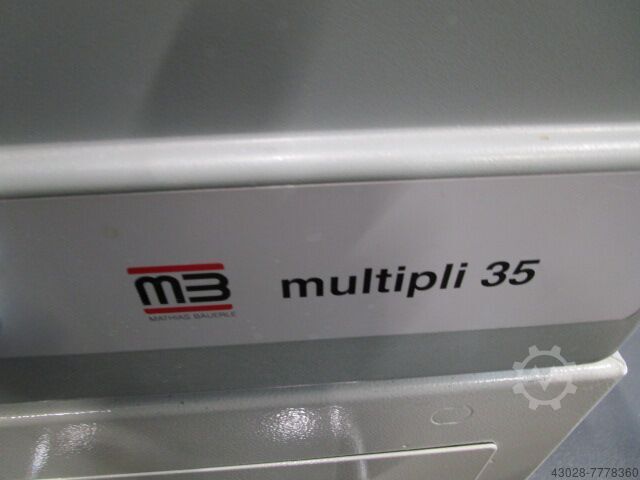 MB multipli 35
MATHIAS BÄUERLE
43028-7778360